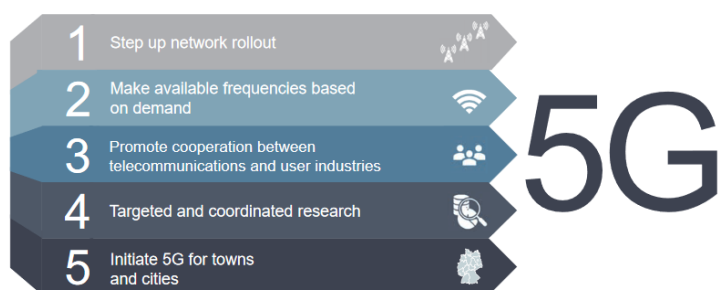 1 Step up network rollout
2 Make available frequencies based
on demand
3 Promote cooperation between
telecommunications and user industries
4 Targeted and coordinated research
5 Initiate 5G for towns
and cities
5G